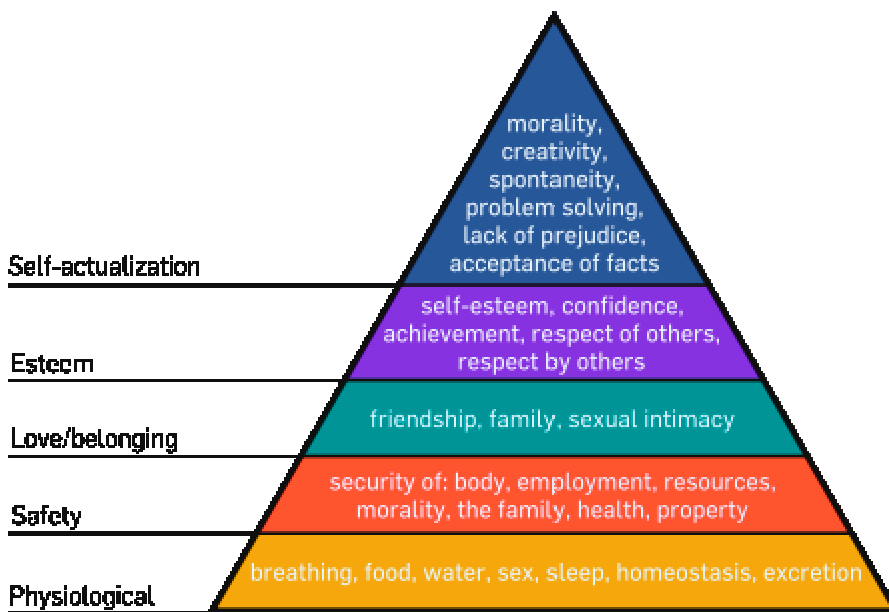 morality,
creativity,
spontaneity,
problem solving,
lack of prejudice,
acceptance of facts
Self-actualization
self-esteem, confidence,
achievement, respect of others,
respect by others
Esteem
friendship, family, sexual intimacy
Love/belonging
security of: body, employment, resources,
morality, the family, health, property
Safety
breathing, food, water, sex, sleep, homeostasis, excretion
Physiological